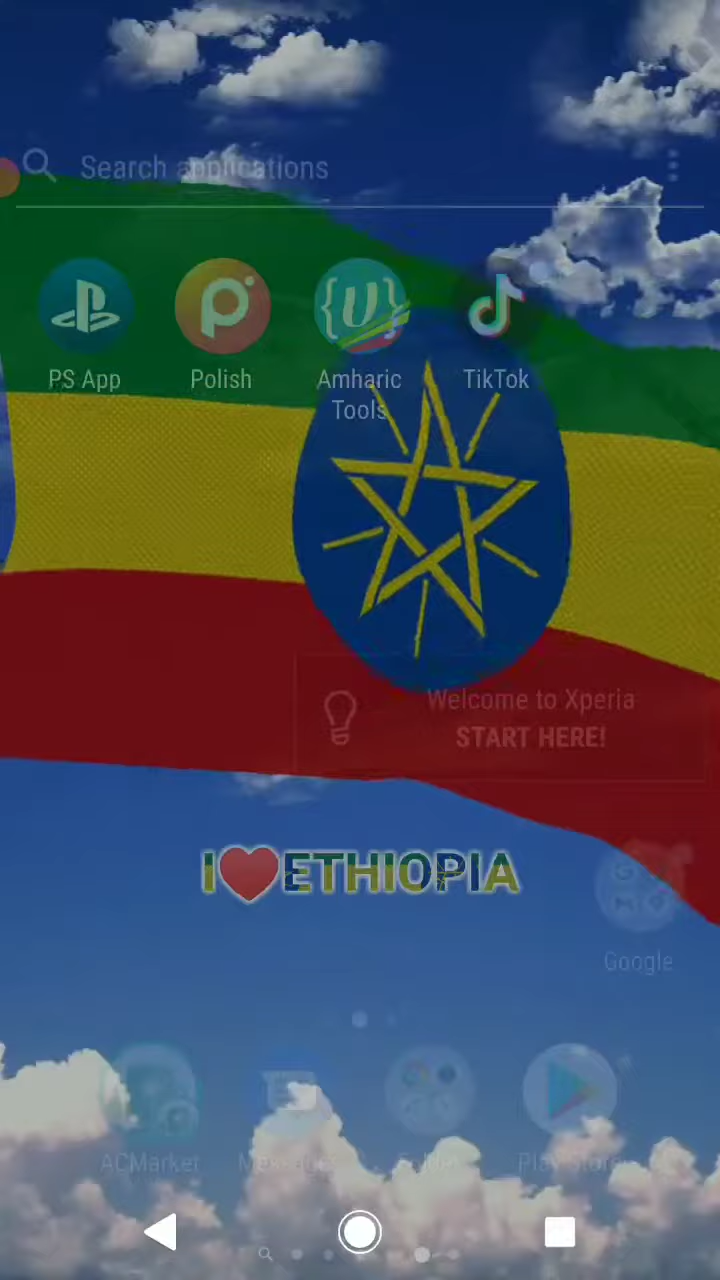 Search applications
PS App
Polish
Amharic
Tools
TikTok
Welcome to Xperia
START HERE!
I❤ETHIOPIA
Google
ACMarket
Play Store